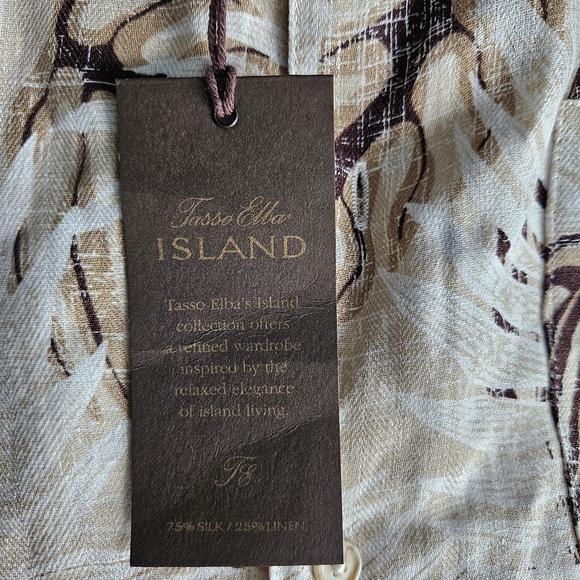 Tasso Elba
ISLAND
Tasso Elba's Island
collection offers
a refined wardrobe
inspired by the
relaxed elegance
of island living.
TE
75% SILK / 25% LINEN